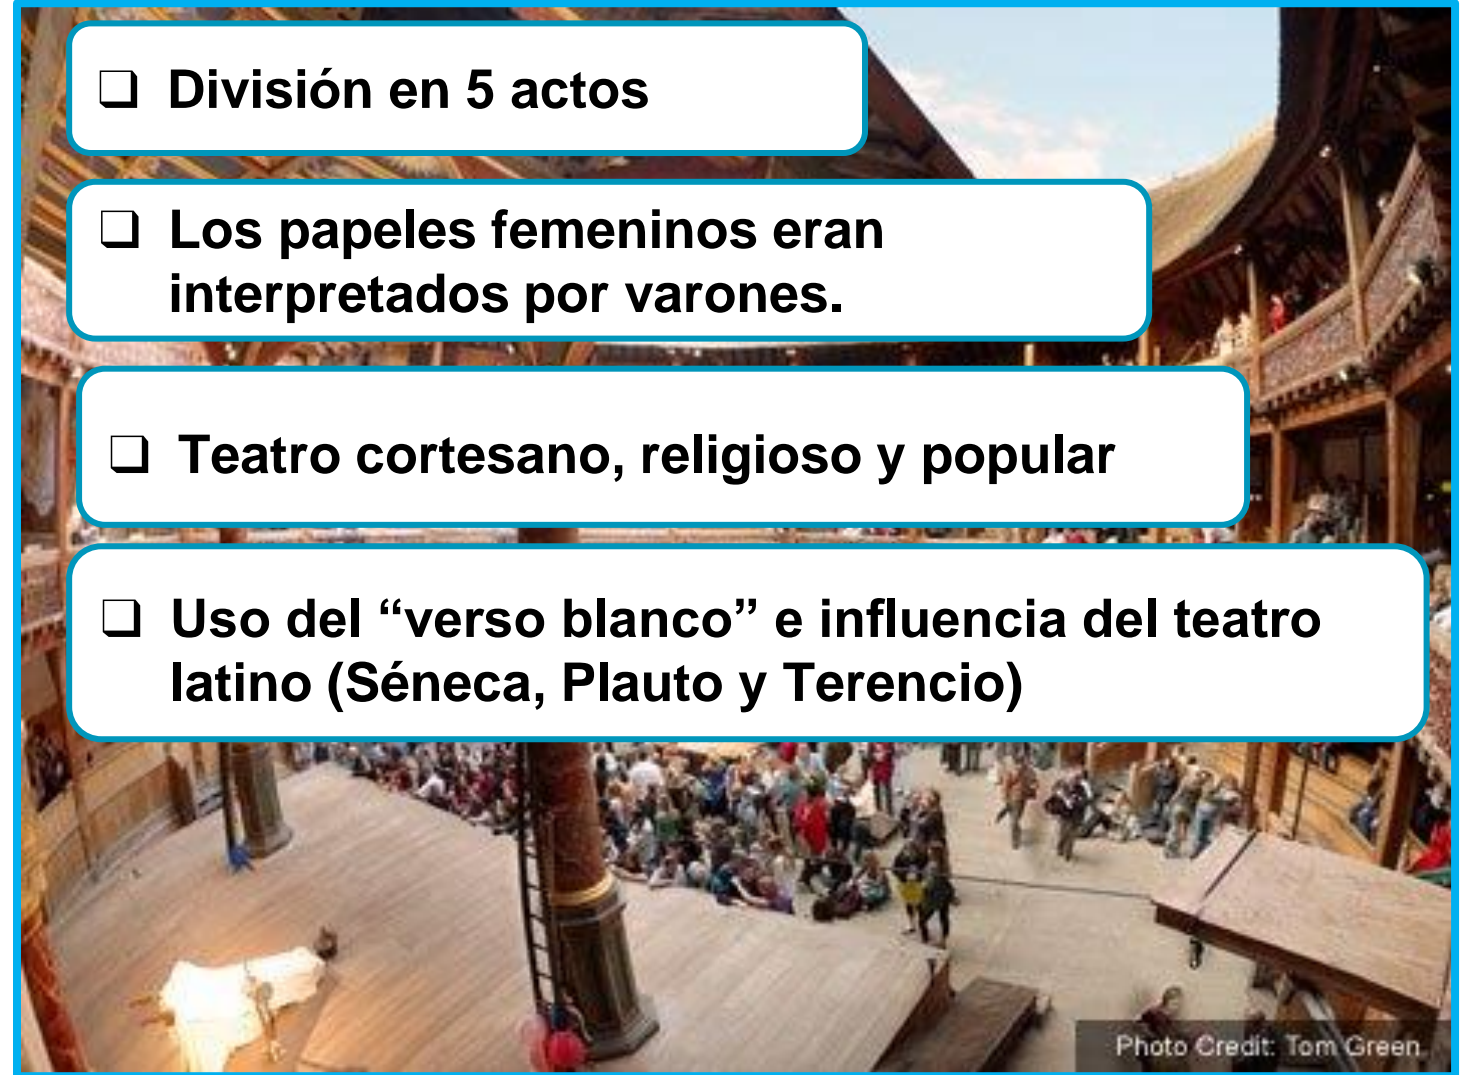 ❑ División en 5 actos
❑ Los papeles femeninos eran
interpretados por varones.
❑ Teatro cortesano, religioso y popular
❑ Uso del “verso blanco” e influencia del teatro
latino (Séneca, Plauto y Terencio)
Photo Credit: Tom Green